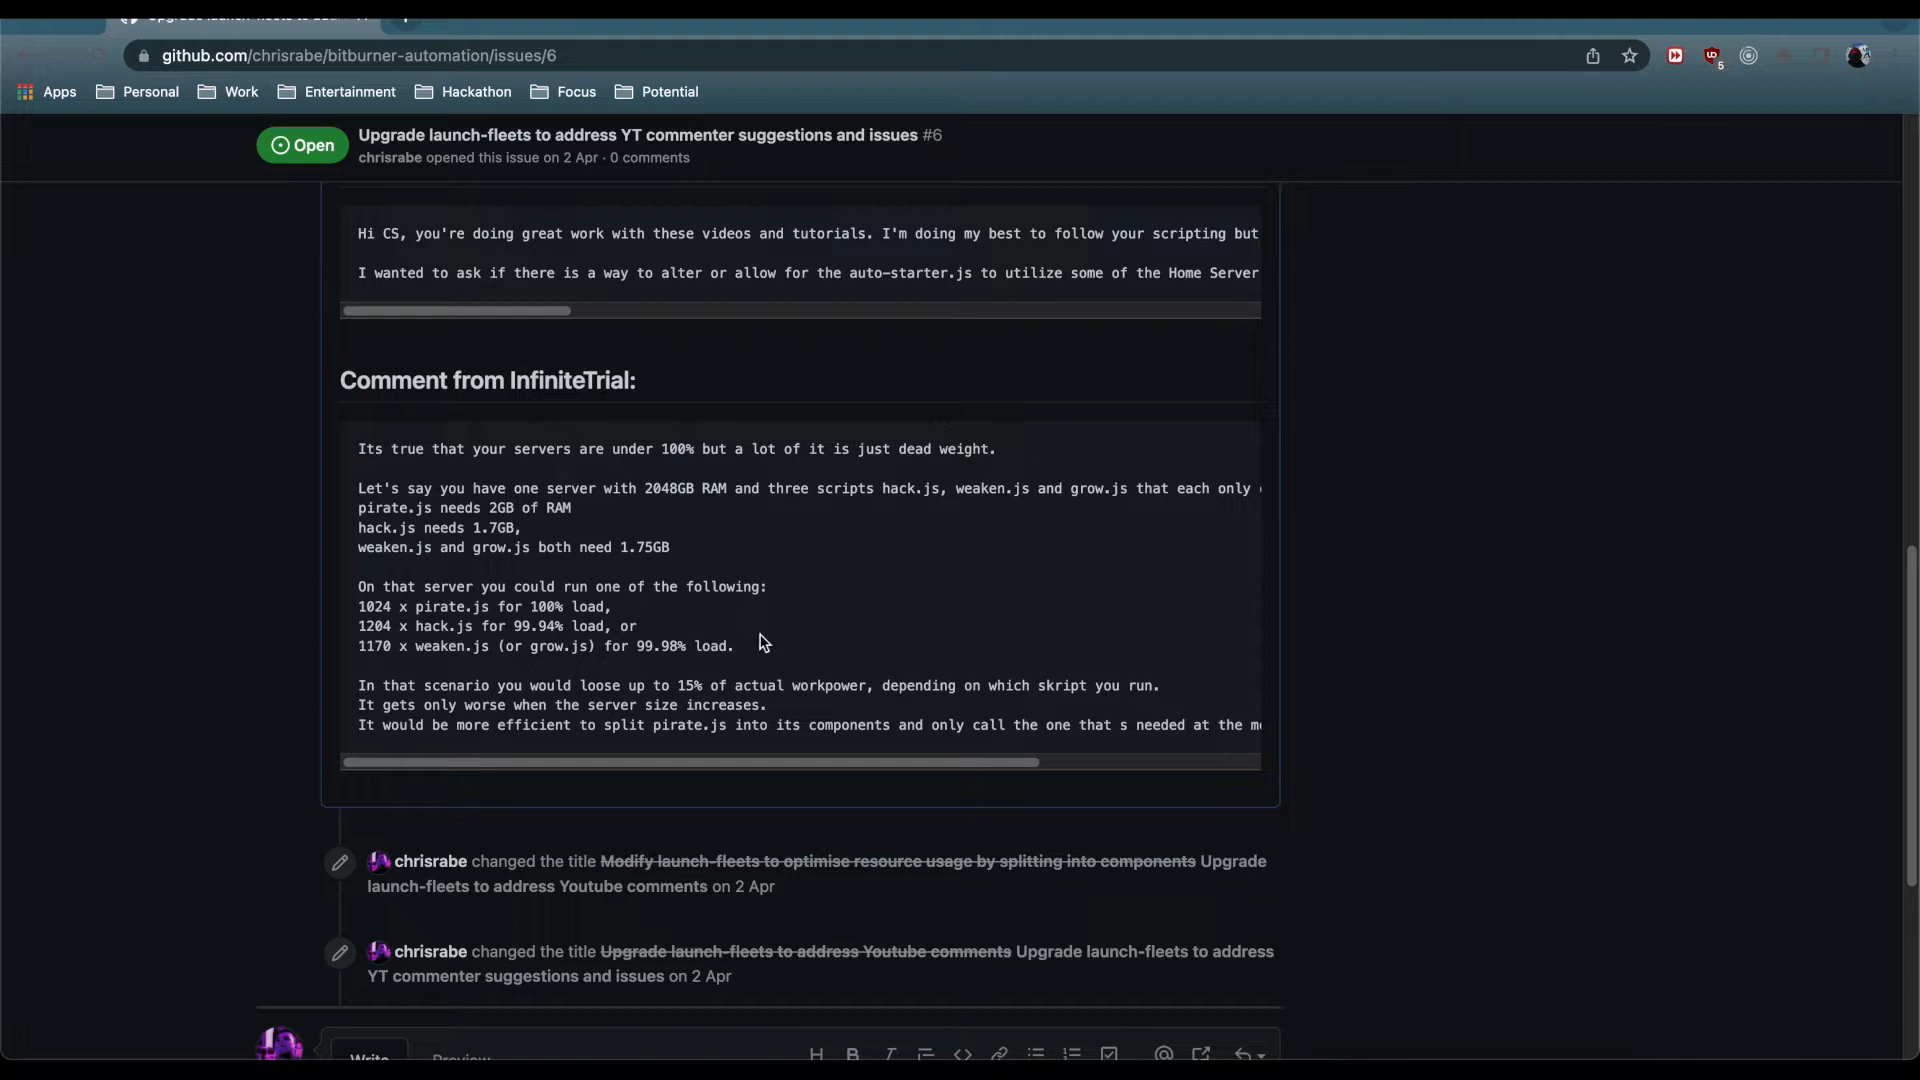 github.com/chrisrabe/bitburner-automation/issues/6
5
Apps
Personal
Work
Entertainment
Hackathon
Focus
Potential
Open
Upgrade launch-fleets to address YT commenter suggestions and issues #6
chrisrabe opened this issue on 2 Apr · 0 comments
Hi CS, you're doing great work with these videos and tutorials. I'm doing my best to follow your scripting but
I wanted to ask if there is a way to alter or allow for the auto-starter.js to utilize some of the Home Server
Comment from InfiniteTrial:
Its true that your servers are under 100% but a lot of it is just dead weight.
Let's say you have one server with 2048GB RAM and three scripts hack.js, weaken.js and grow.js that each only
pirate.js needs 2GB of RAM
hack.js needs 1.7GB,
weaken.js and grow.js both need 1.75GB
On that server you could run one of the following:
1024 x pirate.js for 100% load,
1204 x hack.js for 99.94% load, or
1170 x weaken.js (or grow.js) for 99.98% load.
In that scenario you would loose up to 15% of actual workpower, depending on which skript you run.
It gets only worse when the server size increases.
It would be more efficient to split pirate.js into its components and only call the one that s needed at the
chrisrabe changed the title Modify launch-fleets to optimise resource usage by splitting into components Upgrade
launch-fleets to address Youtube comments on 2 Apr
chrisrabe changed the title Upgrade launch-fleets to address Youtube comments Upgrade launch-fleets to address
YT commenter suggestions and issues on 2 Apr
Write
Preview